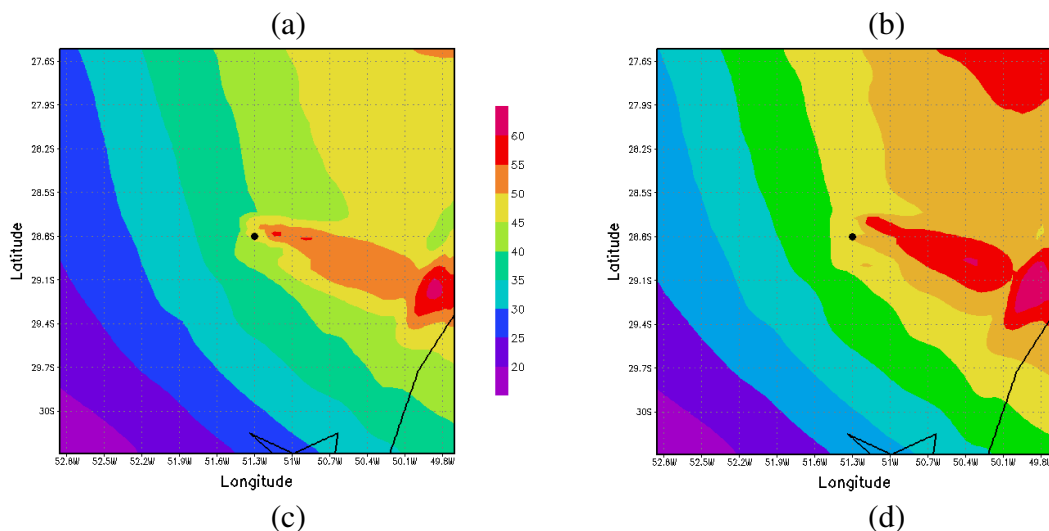 (a) (b)
27.6S
27.9S
28.2S
28.5S
28.8S
29.1S
29.4S
29.7S
30S
Latitude
52.8W 52.5W 52.2W 51.9W 51.6W 51.3W 51W 50.7W 50.4W 50.1W 49.8W
Longitude
60
55
50
45
40
35
30
25
20
27.6S
27.9S
28.2S
28.5S
28.8S
29.1S
29.4S
29.7S
30S
Latitude
52.8W 52.5W 52.2W 51.9W 51.6W 51.3W 51W 50.7W 50.4W 50.1W 49.8W
Longitude
(c) (d)